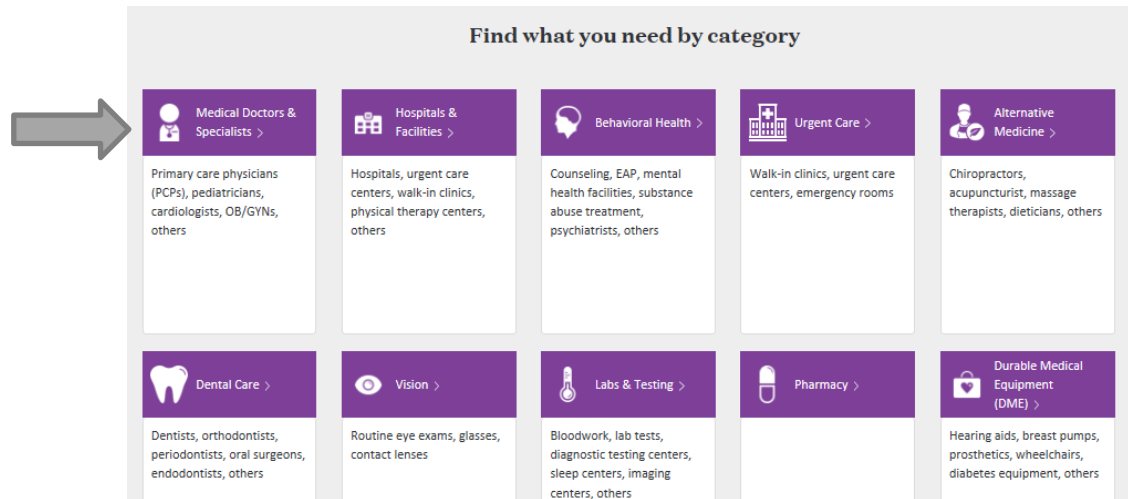 Find what you need by category
Medical Doctors &
Specialists >
Primary care physicians
(PCPs), pediatricians,
cardiologists, OB/GYNs,
others
Hospitals &
Facilities >
Hospitals, urgent care
centers, walk-in clinics,
physical therapy centers,
others
Behavioral Health >
Counseling, EAP, mental
health facilities, substance
abuse treatment,
psychiatrists, others
Urgent Care >
Walk-in clinics, urgent care
centers, emergency rooms
Alternative
Medicine >
Chiropractors,
acupuncturist, massage
therapists, dieticians, others
Dental Care >
Dentists, orthodontists,
periodontists, oral surgeons,
endodontists, others
Vision >
Routine eye exams, glasses,
contact lenses
Labs & Testing >
Bloodwork, lab tests,
diagnostic testing centers,
sleep centers, imaging
centers, others
Pharmacy >
Durable Medical
Equipment
(DME) >
Hearing aids, breast pumps,
prosthetics, wheelchairs,
diabetes equipment, others